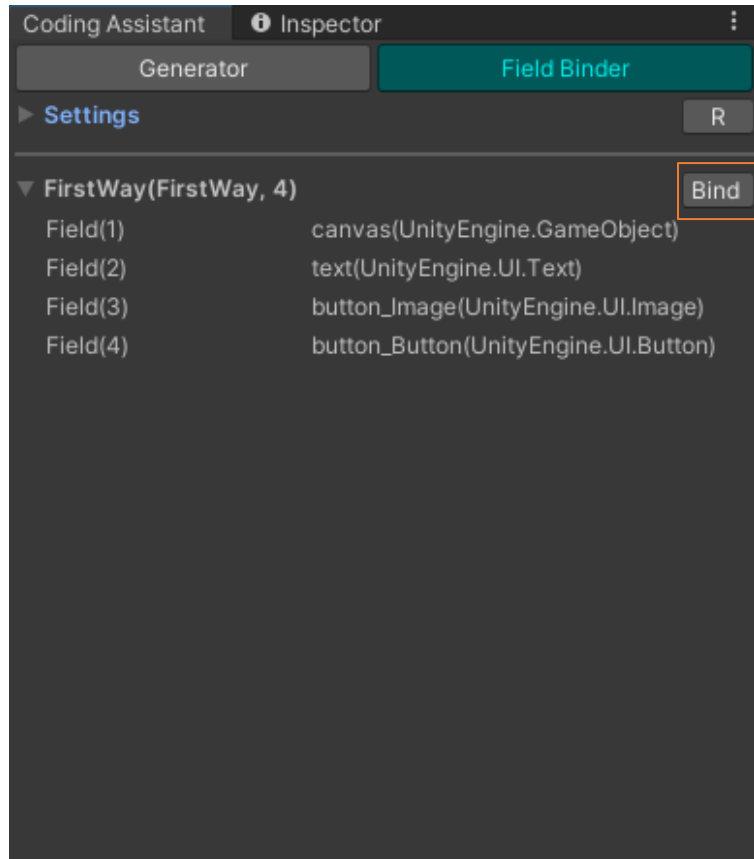 Coding Assistant Inspector
Generator Field Binder
Settings R
FirstWay(FirstWay, 4) Bind
Field(1) canvas(UnityEngine.GameObject)
Field(2) text(UnityEngine.UI.Text)
Field(3) button_Image(UnityEngine.UI.Image)
Field(4) button_Button(UnityEngine.UI.Button)